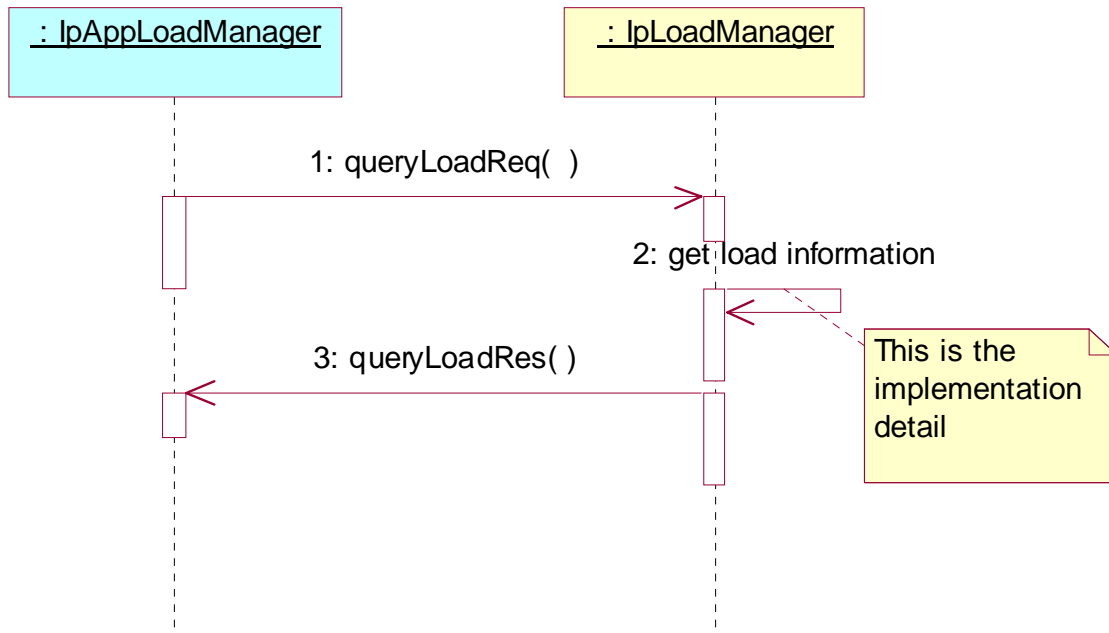 : IpAppLoadManager
: IpLoadManager
1: queryLoadReq(  )
2: get load information
3: queryLoadRes( )
This is the
implementation
detail